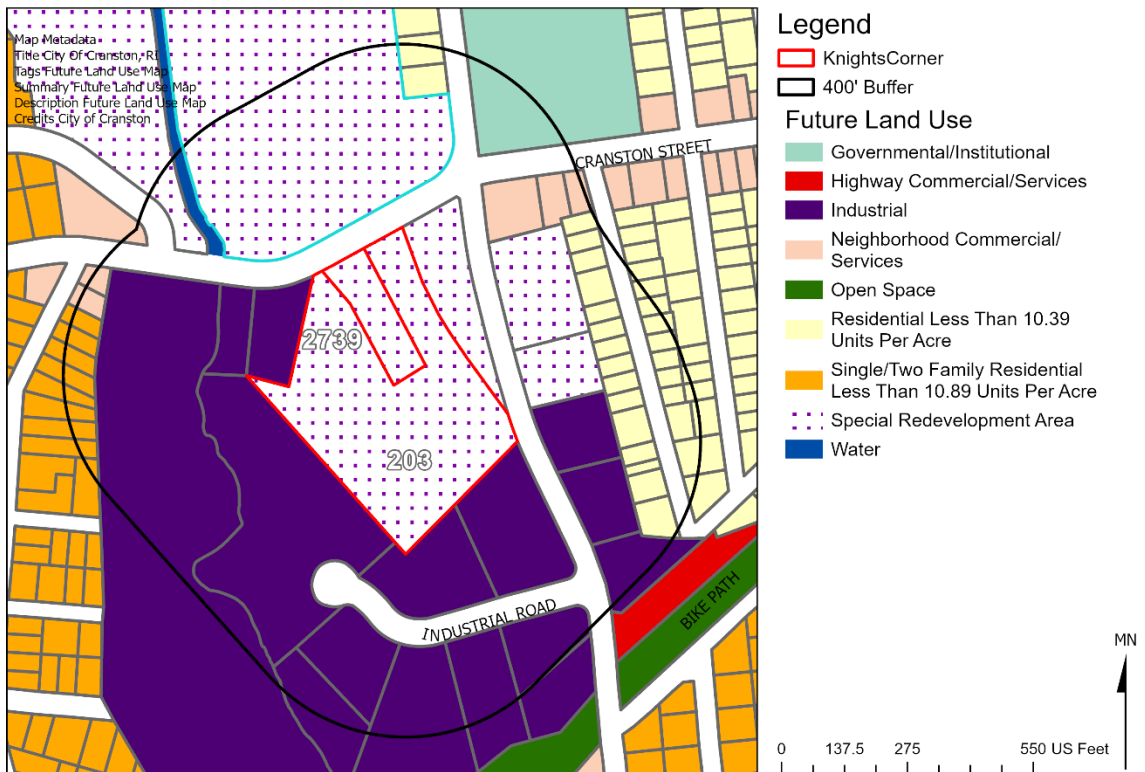 Map Metadata
Title City Of Cranston, RI
Tags Future Land Use Map
Summary Future Land Use Map
Description Future Land Use Map
Credits City of Cranston
CRANSTON STREET
2739
203
INDUSTRIAL ROAD
BIKE PATH
Legend
KnightsCorner
400' Buffer
Future Land Use
Governmental/Institutional
Highway Commercial/Services
Industrial
Neighborhood Commercial/
Services
Open Space
Residential Less Than 10.39
Units Per Acre
Single/Two Family Residential
Less Than 10.89 Units Per Acre
Special Redevelopment Area
Water
MN
0 137.5 275 550 US Feet